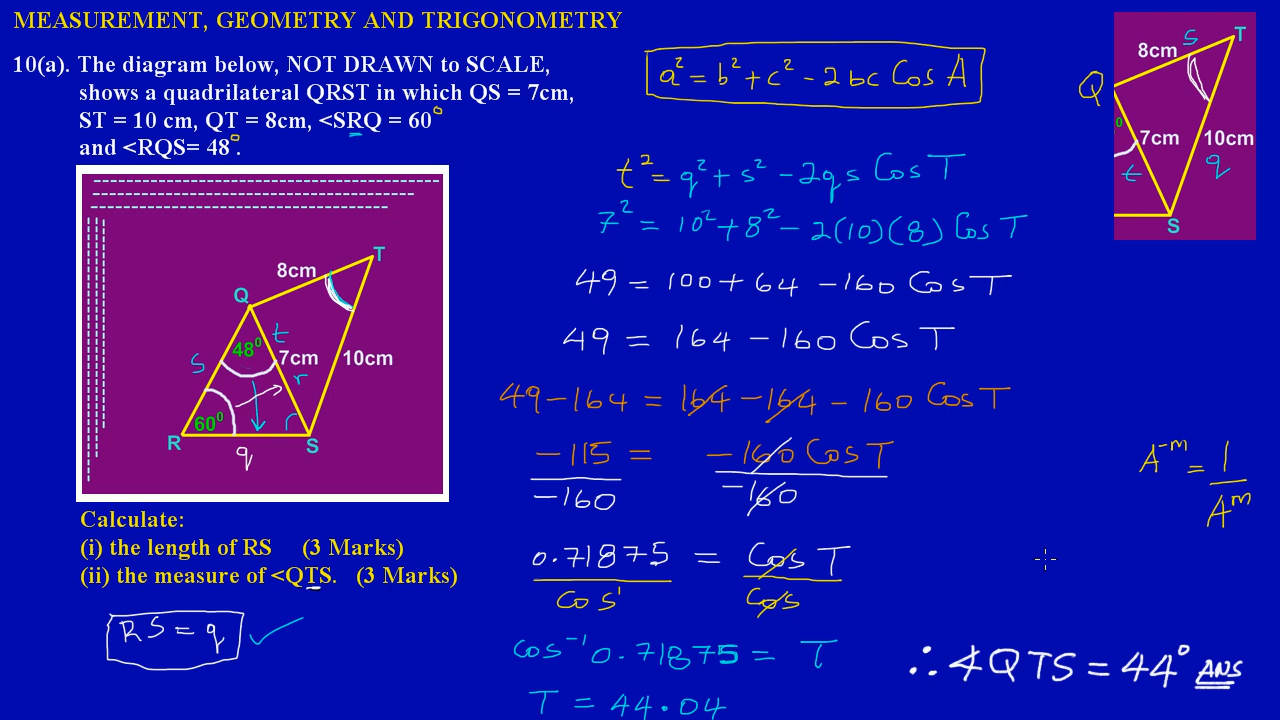 MEASUREMENT, GEOMETRY AND TRIGONOMETRY
10(a). The diagram below, NOT DRAWN to SCALE,
shows a quadrilateral QRST in which QS = 7cm,
ST = 10 cm, QT = 8cm, <SRQ = 60°
and <RQS= 48°.
T
8cm
Q
t
s
48⁰
7cm
10cm
r
60⁰
R
S
q
Calculate:
(i) the length of RS (3 Marks)
(ii) the measure of <QTS. (3 Marks)
RS = q ✓
a² = b² + c² - 2bc Cos A
t² = q² + s² - 2qs Cos T
7² = 10² + 8² - 2(10)(8) Cos T
49 = 100 + 64 - 160 Cos T
49 = 164 - 160 Cos T
49 - 164 = 164 - 164 - 160 Cos T
-115 = -160 Cos T
-160 -160
0.71875 = Cos T
Cos¹ Cos
Cos⁻¹ 0.71875 = T
T = 44.04
s T
8cm
Q
0
7cm 10cm
t q
S
A⁻ᵐ = 1
Aᵐ
∴ ∢QTS = 44° ANS